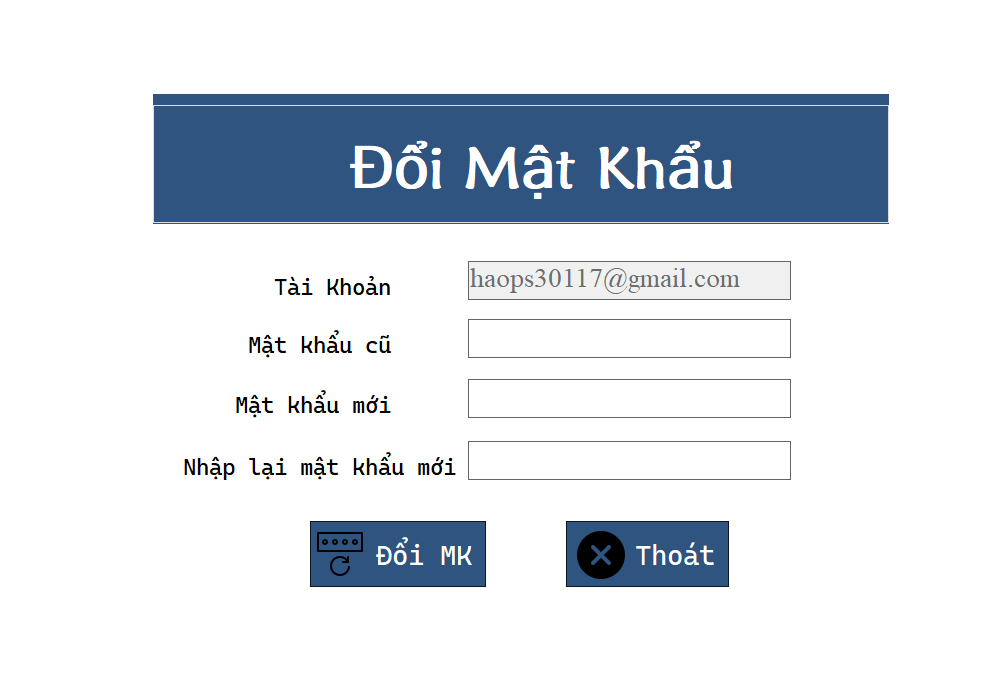 Đổi Mật Khẩu
Tài Khoản haops30117@gmail.com
Mật khẩu cũ
Mật khẩu mới
Nhập lại mật khẩu mới
Đổi MK Thoát